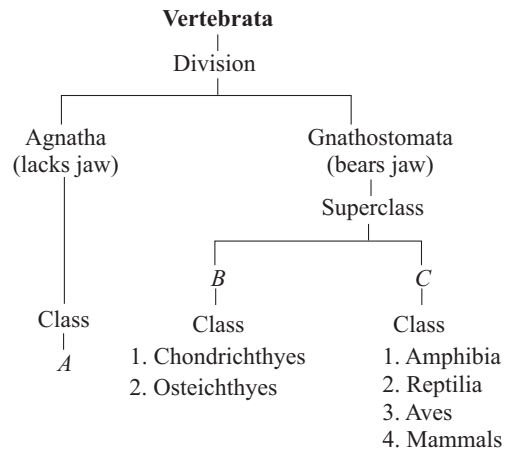 Vertebrata
Division
Agnatha
(lacks jaw)
Gnathostomata
(bears jaw)
Superclass
B
C
Class
A
Class
1. Chondrichthyes
2. Osteichthyes
Class
1. Amphibia
2. Reptilia
3. Aves
4. Mammals